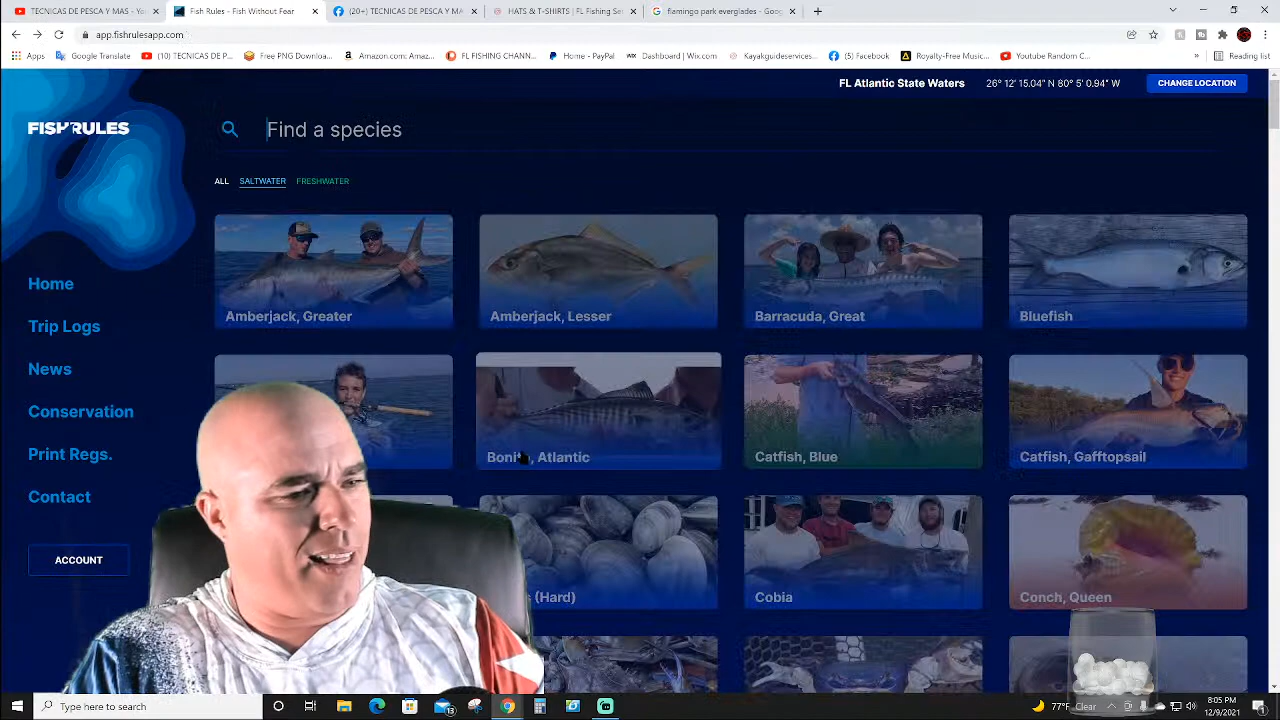 TECNICAS DE PESCA Y MAS - Yo
Fish Rules - Fish Without Fear
(20+) TECNICAS DE PESCA Y MA
HATS & T-SHIRTS | FL Fishing Se
flamingo park everglades - Goog
app.fishrulesapp.com
Apps
(10) TECNICAS DE P...
Free PNG Downloa...
Amazon.com: Amaz...
FL FISHING CHANN...
Home - PayPal
Dashboard | Wix.com
Kayakguideservices...
(2) Facebook
Royalty Free Music...
Youtube Random C...
Reading list
FL Atlantic State Waters
26° 12' 15.04" N 80° 5' 0.94" W
CHANGE LOCATION
FISHRULES
Find a species
ALL
SALTWATER
FRESHWATER
Home
Trip Logs
News
Conservation
Print Regs.
Contact
ACCOUNT
Amberjack, Greater
Amberjack, Lesser
Barracuda, Great
Bluefish
Atlantic
Catfish, Blue
Catfish, Gafftopsail
(Hard)
Cobia
Conch, Queen
Type here to search
77°F Clear
8:05 PM
12/9/2021